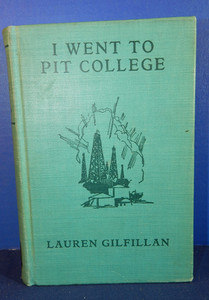 I WENT TO
PIT COLLEGE
LAUREN GILFILLAN